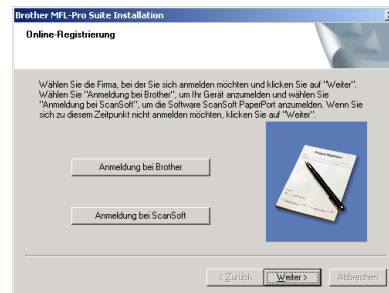 Brother MFL-Pro Suite Installation
Online-Registrierung
Wählen Sie die Firma, bei der Sie sich anmelden möchten und klicken Sie auf "Weiter".
Wählen Sie "Anmeldung bei Brother", um Ihr Gerät anzumelden und wählen Sie
"Anmeldung bei ScanSoft", um die Software ScanSoft PaperPort anzumelden. Wenn Sie
sich zu diesem Zeitpunkt nicht anmelden möchten, klicken Sie auf "Weiter".
Product Registration
Anmeldung bei Brother
Anmeldung bei ScanSoft
< Zurück
Weiter >
Abbrechen